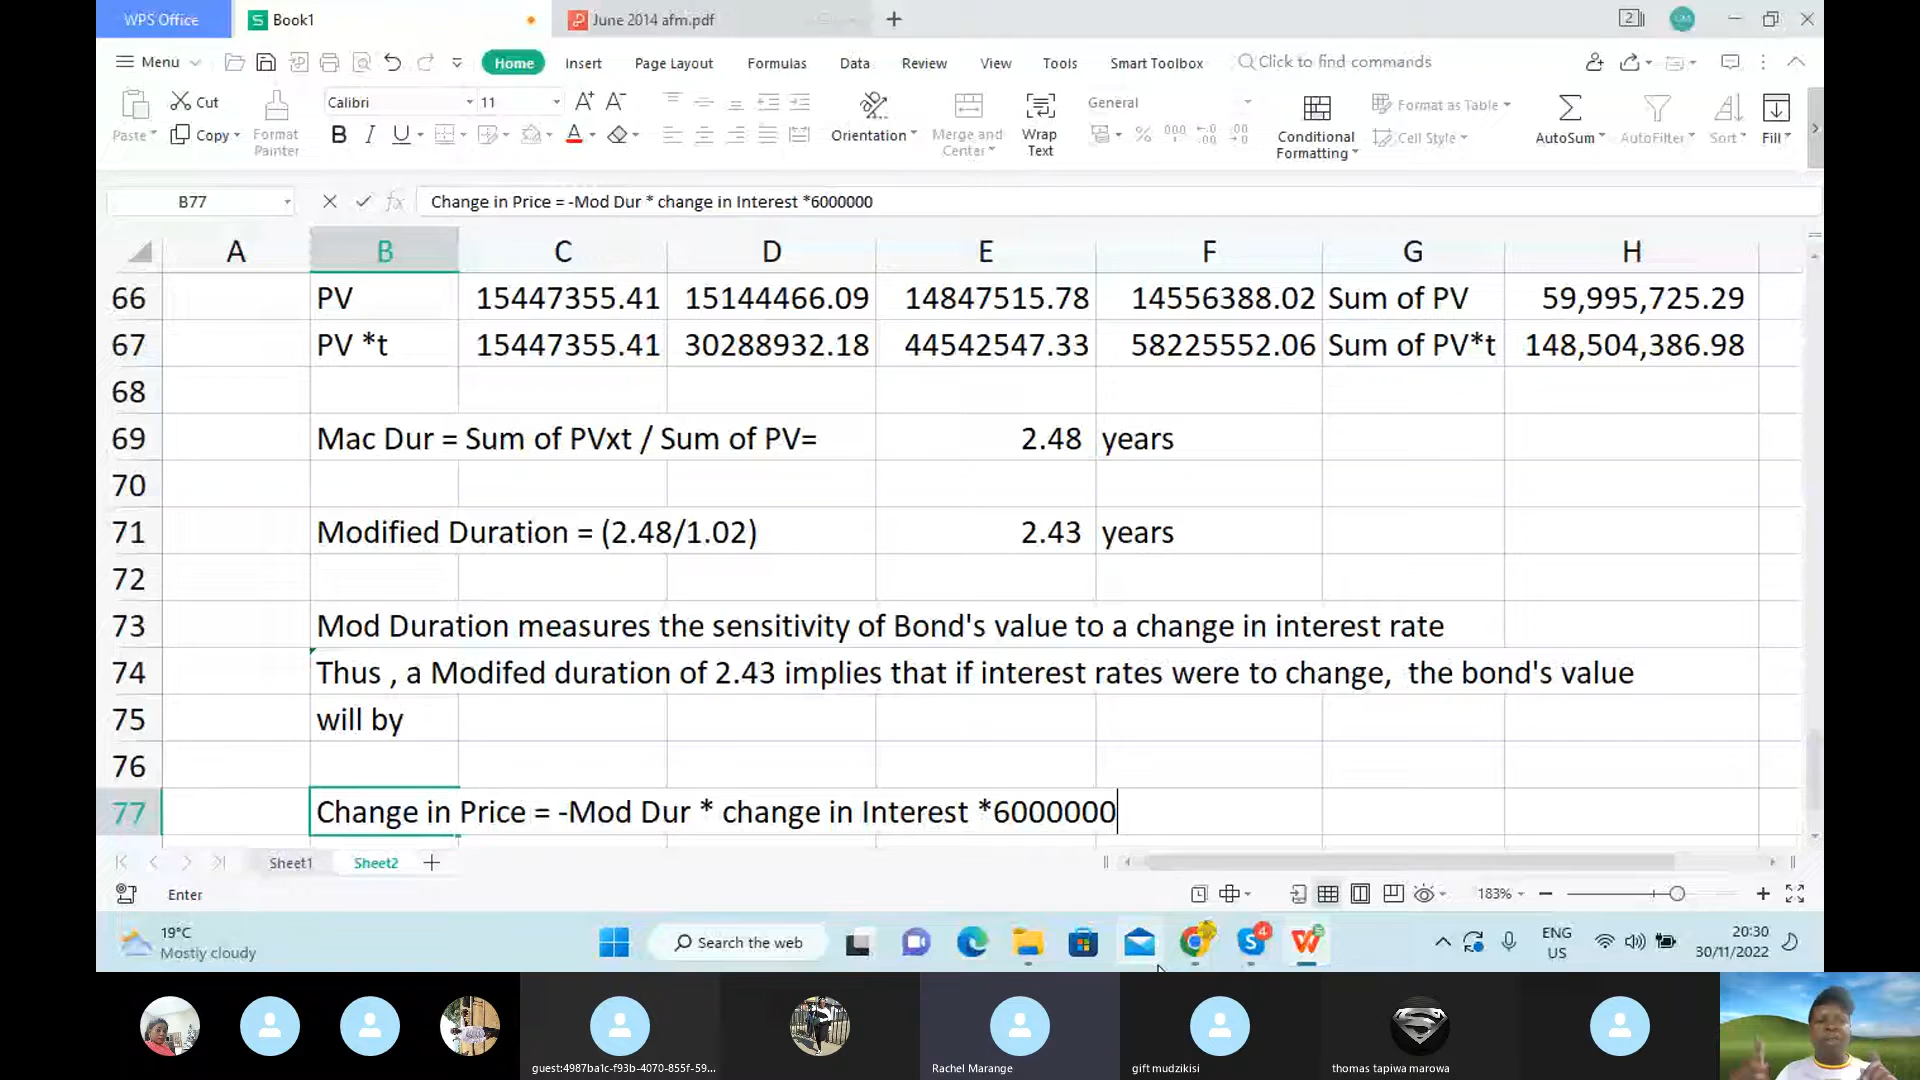 WPS Office
S Book1
June 2014 afm.pdf
2
Menu
Home
Insert
Page Layout
Formulas
Data
Review
View
Tools
Smart Toolbox
Click to find commands
Paste
Cut
Copy
Format Painter
Calibri
11
A+ A-
B I U A
Orientation
Merge and Center
Wrap Text
General
Conditional Formatting
Format as Table
Cell Style
AutoSum
AutoFilter
Sort
Fill
B77
fx
Change in Price = -Mod Dur * change in Interest *6000000
A B C D E F G H
66 PV 15447355.41 15144466.09 14847515.78 14556388.02 Sum of PV 59,995,725.29
67 PV *t 15447355.41 30288932.18 44542547.33 58225552.06 Sum of PV*t 148,504,386.98
68
69 Mac Dur = Sum of PVxt / Sum of PV= 2.48 years
70
71 Modified Duration = (2.48/1.02) 2.43 years
72
73 Mod Duration measures the sensitivity of Bond's value to a change in interest rate
74 Thus , a Modifed duration of 2.43 implies that if interest rates were to change, the bond's value
75 will by
76
77 Change in Price = -Mod Dur * change in Interest *6000000
Sheet1
Sheet2
Enter
183%
19°C
Mostly cloudy
Search the web
4
ENG
US
20:30
30/11/2022
guest:4987ba1c-f93b-4070-855f-59...
Rachel Marange
gift mudzikisi
thomas tapiwa marowa